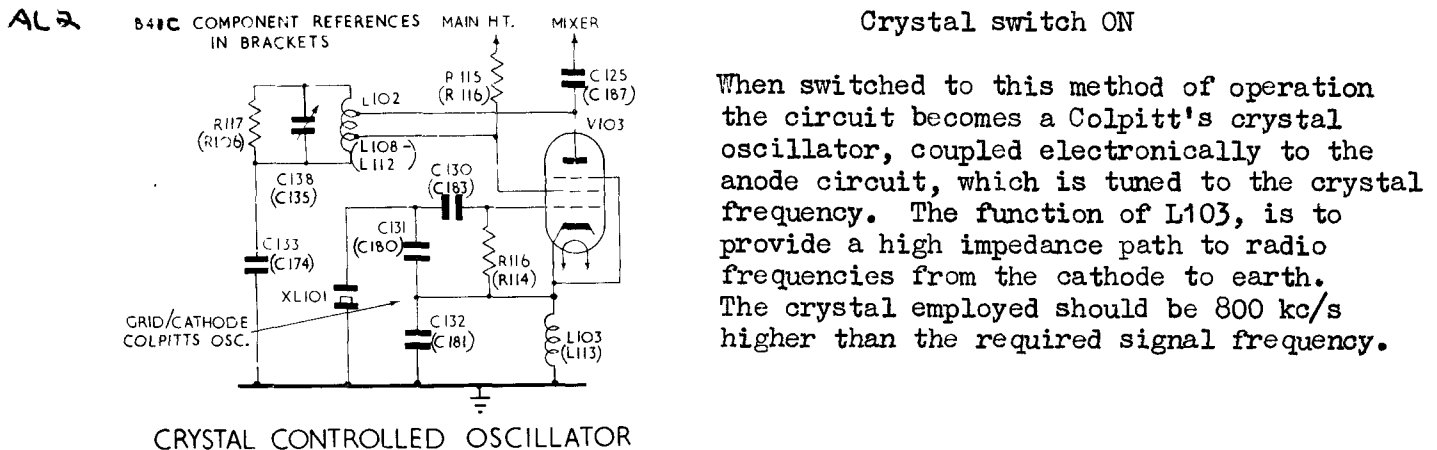 AL2
B41C COMPONENT REFERENCES
IN BRACKETS
MAIN HT.
MIXER
R115
(R116)
C125
(C187)
L102
V103
R117
(R106)
(L108-)
L112
C138
(C135)
C130
(C183)
C131
(C180)
C133
(C174)
R116
(R114)
XL101
GRID/CATHODE
COLPITTS OSC.
C132
(C181)
L103
(L113)
CRYSTAL CONTROLLED OSCILLATOR
Crystal switch ON
When switched to this method of operation
the circuit becomes a Colpitt's crystal
oscillator, coupled electronically to the
anode circuit, which is tuned to the crystal
frequency. The function of L103, is to
provide a high impedance path to radio
frequencies from the cathode to earth.
The crystal employed should be 800 kc/s
higher than the required signal frequency.